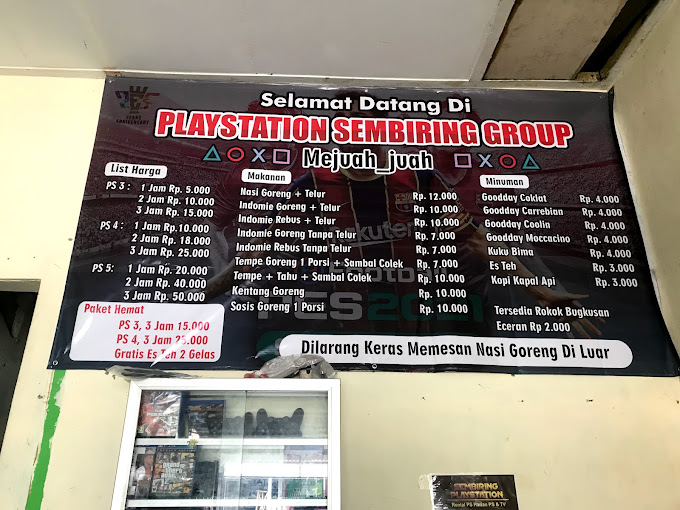 Selamat Datang Di
PLAYSTATION SEMBIRING GROUP
Mejuah_juah
List Harga
PS 3 : 1 Jam Rp. 5.000
2 Jam Rp. 10.000
3 Jam Rp. 15.000
PS 4 : 1 Jam Rp.10.000
2 Jam Rp. 18.000
3 Jam Rp. 25.000
PS 5: 1 Jam Rp. 20.000
2 Jam Rp. 40.000
3 Jam Rp. 50.000
Paket Hemat
PS 3, 3 Jam 15.000
PS 4, 3 Jam 25.000
Gratis Es Teh 2 Gelas
Makanan
Nasi Goreng + Telur Rp. 12.000
Indomie Goreng + Telur Rp. 10.000
Indomie Rebus + Telur Rp. 10.000
Indomie Goreng Tanpa Telur Rp. 7.000
Indomie Rebus Tanpa Telur Rp. 7.000
Tempe Goreng 1 Porsi + Sambal Colek Rp. 7.000
Tempe + Tahu + Sambal Colek Rp. 10.000
Kentang Goreng Rp. 10.000
Sosis Goreng 1 Porsi Rp. 10.000
Minuman
Goodday Coklat Rp. 4.000
Goodday Carrebian Rp. 4.000
Goodday Coolin Rp. 4.000
Goodday Moccacino Rp. 4.000
Kuku Bima Rp. 4.000
Es Teh Rp. 3.000
Kopi Kapal Api Rp. 3.000
Tersedia Rokok Bugkusan
Eceran Rp 2.000
Dilarang Keras Memesan Nasi Goreng Di Luar
SEMBIRING
PLAYSTATION
Rental PS Harian PS & TV